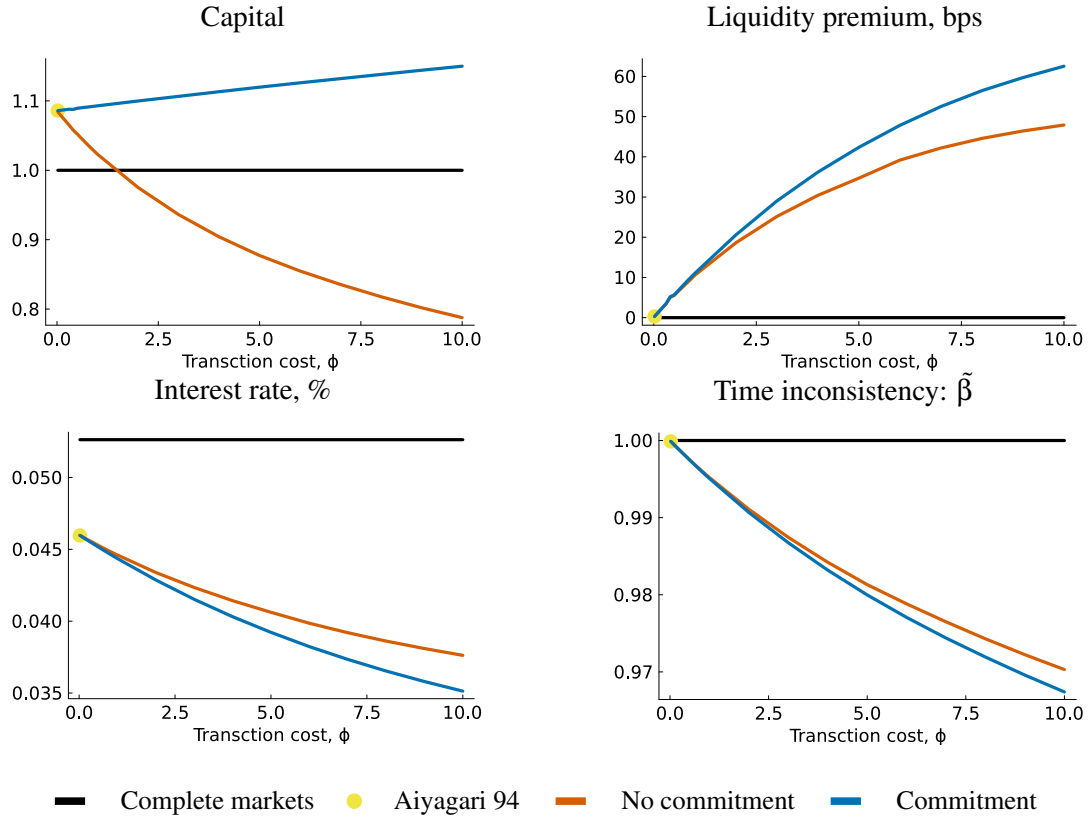 Capital
1.1
1.0
0.9
0.8
0.0 2.5 5.0 7.5 10.0
Transction cost, ϕ
Liquidity premium, bps
60
50
40
30
20
10
0
0.0 2.5 5.0 7.5 10.0
Transction cost, ϕ
Interest rate, %
0.050
0.045
0.040
0.035
0.0 2.5 5.0 7.5 10.0
Transction cost, ϕ
Time inconsistency: β̃
1.00
0.99
0.98
0.97
0.0 2.5 5.0 7.5 10.0
Transction cost, ϕ
Complete markets Aiyagari 94 No commitment Commitment